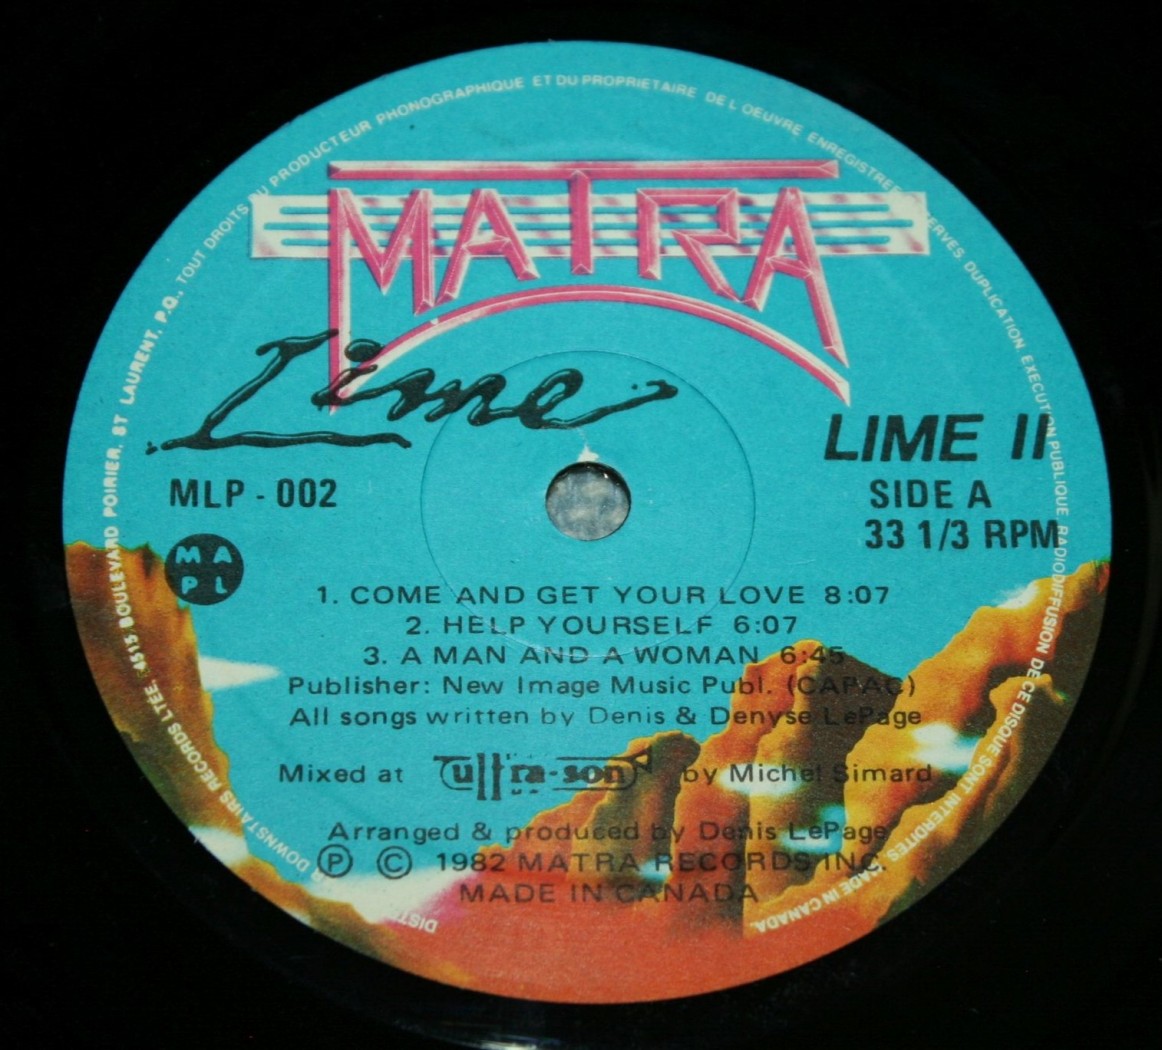 MATRA
Lime
LIME II
MLP - 002
SIDE A
33 1/3 RPM
MA
PL
1. COME AND GET YOUR LOVE 8:07
2. HELP YOURSELF 6:07
3. A MAN AND A WOMAN 6:45
Publisher: New Image Music Publ. (CAPAC)
All songs written by Denis & Denyse LePage
Mixed at ultra-son by Michel Simard
Arranged & produced by Denis LePage
Ⓟ © 1982 MATRA RECORDS INC.
MADE IN CANADA
DOWNSTAIRS RECORDS LTÉE, 4515 BOULEVARD POIRIER, ST LAURENT, P.Q., TOUT DROITS DU PRODUCTEUR PHONOGRAPHIQUE ET DU PROPRIETAIRE DE L'OEUVRE ENREGISTREE RESERVES. DUPLICATION, EXECUTION PUBLIQUE RADIODIFFUSION DE CE DISQUE SONT INTERDITES. MADE IN CANADA.